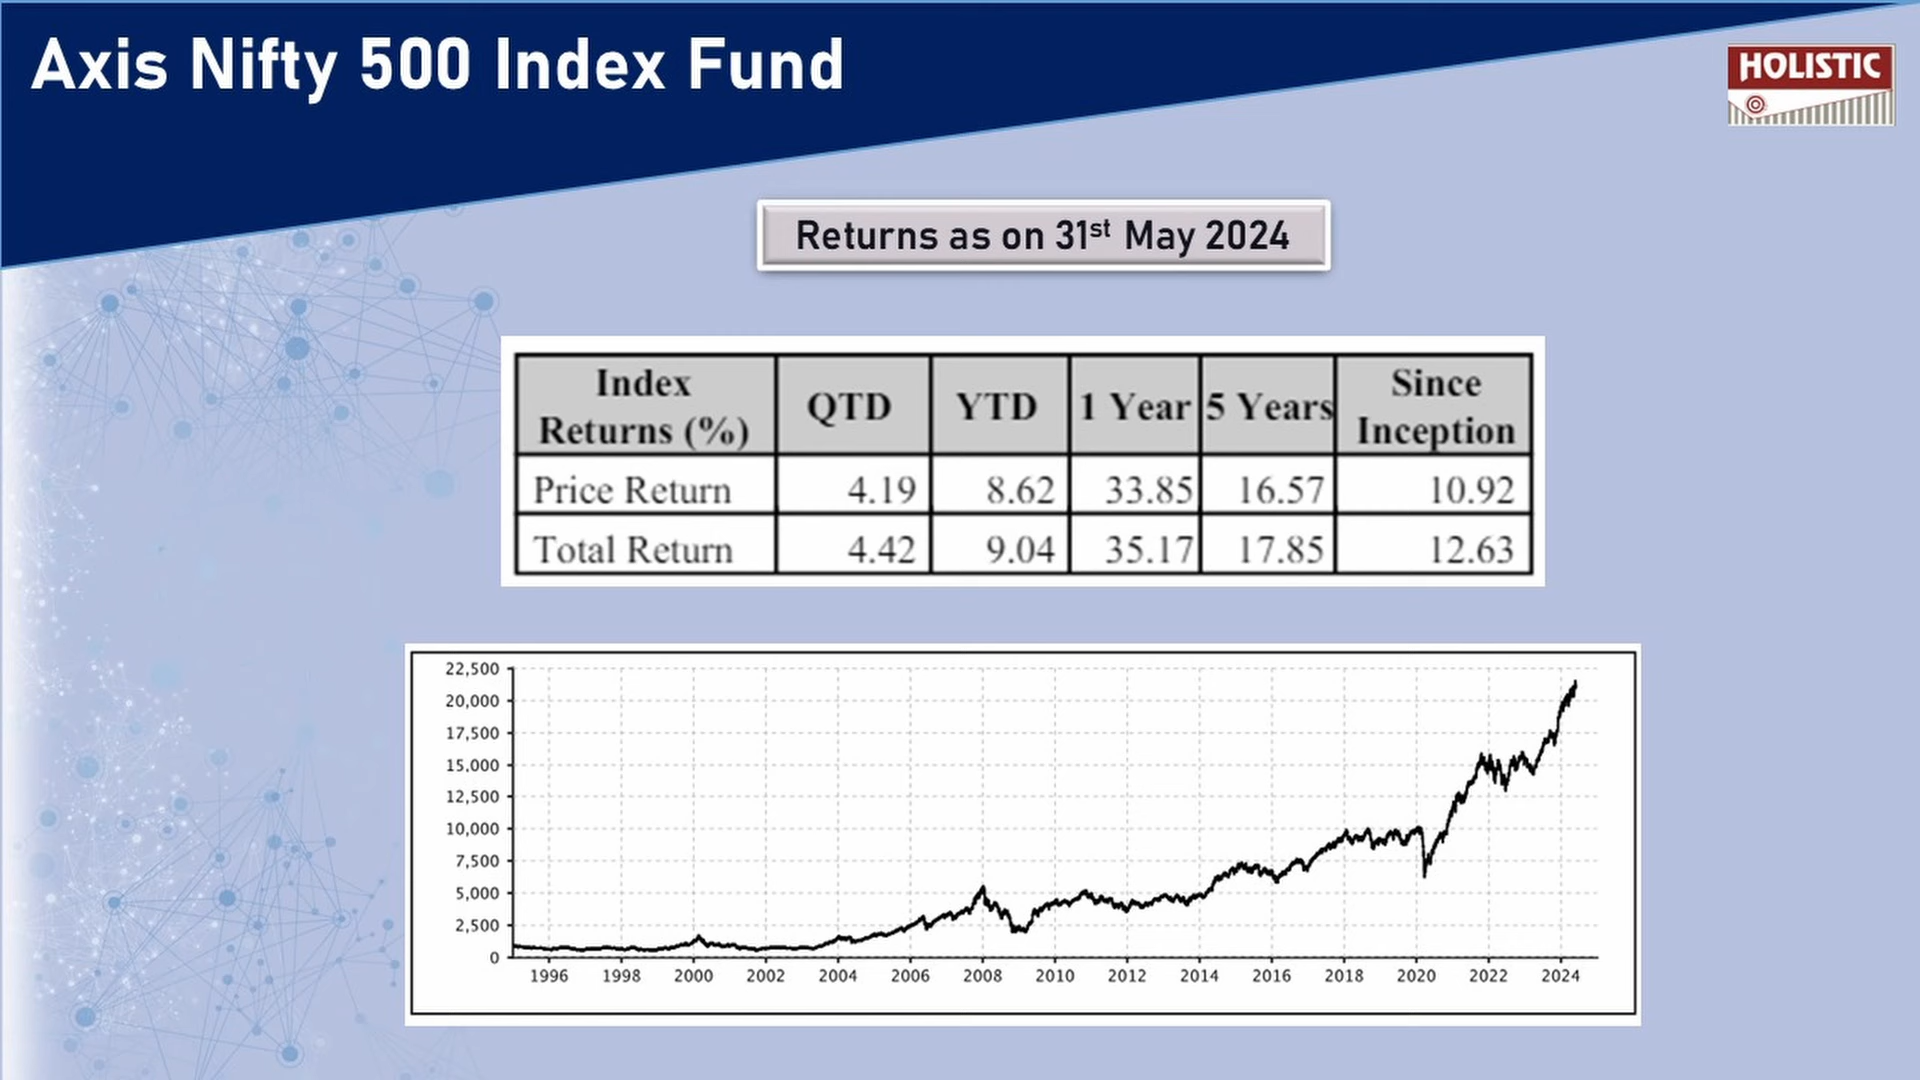 Axis Nifty 500 Index Fund
HOLISTIC
Returns as on 31st May 2024
Index Returns (%) QTD YTD 1 Year 5 Years Since Inception
Price Return 4.19 8.62 33.85 16.57 10.92
Total Return 4.42 9.04 35.17 17.85 12.63
22,500
20,000
17,500
15,000
12,500
10,000
7,500
5,000
2,500
0
1996 1998 2000 2002 2004 2006 2008 2010 2012 2014 2016 2018 2020 2022 2024